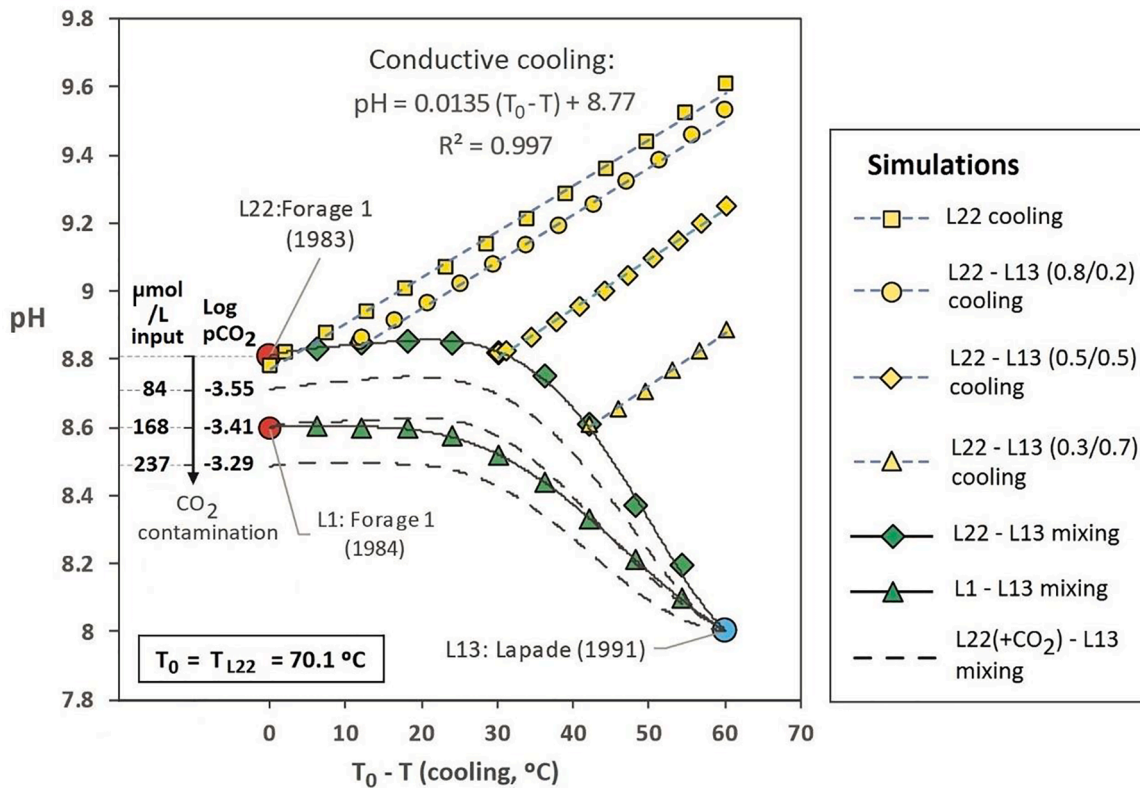 Conductive cooling:
pH = 0.0135 (T₀ - T) + 8.77
R² = 0.997
L22:Forage 1
(1983)
µmol
/L
input
Log
pCO₂
84
-3.55
168
-3.41
237
-3.29
CO₂
contamination
L1: Forage 1
(1984)
L13: Lapade (1991)
T₀ = T_L22 = 70.1 ºC
pH
9.8
9.6
9.4
9.2
9
8.8
8.6
8.4
8.2
8
7.8
0
10
20
30
40
50
60
70
T₀ - T (cooling, ºC)
Simulations
L22 cooling
L22 - L13 (0.8/0.2)
cooling
L22 - L13 (0.5/0.5)
cooling
L22 - L13 (0.3/0.7)
cooling
L22 - L13 mixing
L1 - L13 mixing
L22(+CO₂) - L13
mixing